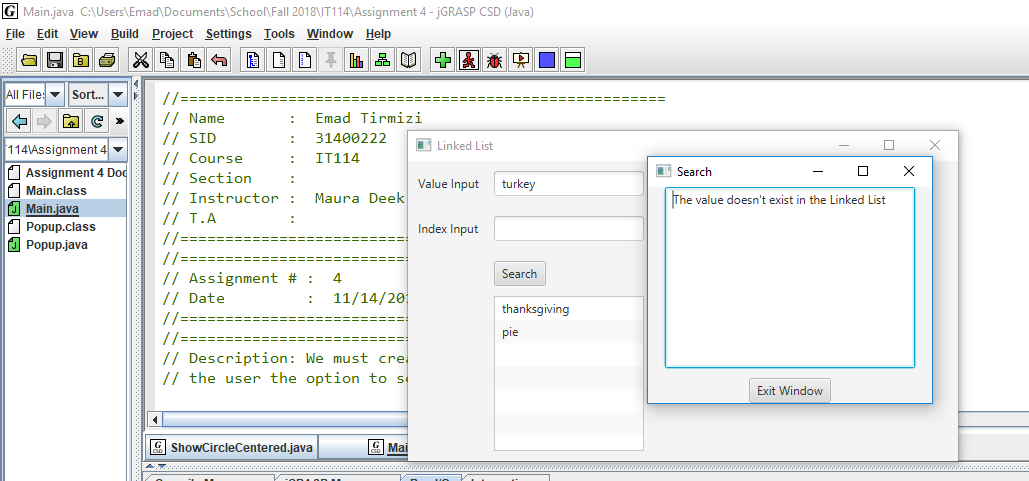 Main.java C:\Users\Emad\Documents\School\Fall 2018\IT114\Assignment 4 - jGRASP CSD (Java)
File Edit View Build Project Settings Tools Window Help
All File: Sort...
'114\Assignment 4
Assignment 4 Doc
Main.class
Main.java
Popup.class
Popup.java
//======================================================
// Name : Emad Tirmizi
// SID : 31400222
// Course : IT114
// Section :
// Instructor : Maura Deek
// T.A :
//=========================
//=========================
// Assignment # : 4
// Date : 11/14/201
//=========================
//=========================
// Description: We must crea
// the user the option to se
Linked List
Value Input turkey
Index Input
Search
thanksgiving
pie
Search
The value doesn't exist in the Linked List
Exit Window
ShowCircleCentered.java Mai